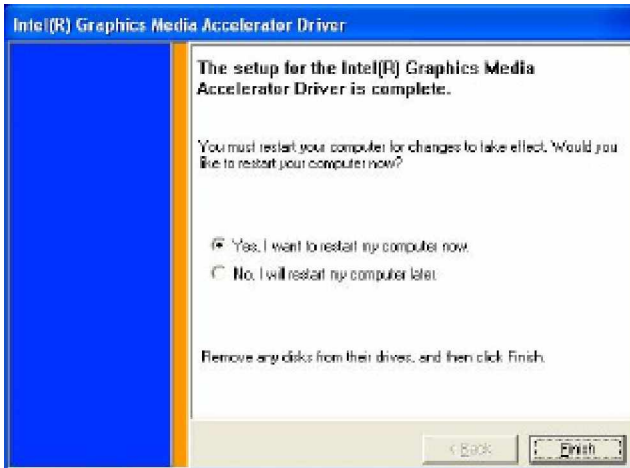 Intel(R) Graphics Media Accelerator Driver
The setup for the Intel(R) Graphics Media
Accelerator Driver is complete.
You must restart your computer for changes to take effect. Would you
like to restart your computer now?
Yes, I want to restart my computer now.
No, I will restart my computer later.
Remove any disks from their drives, and then click Finish.
< Back
Finish